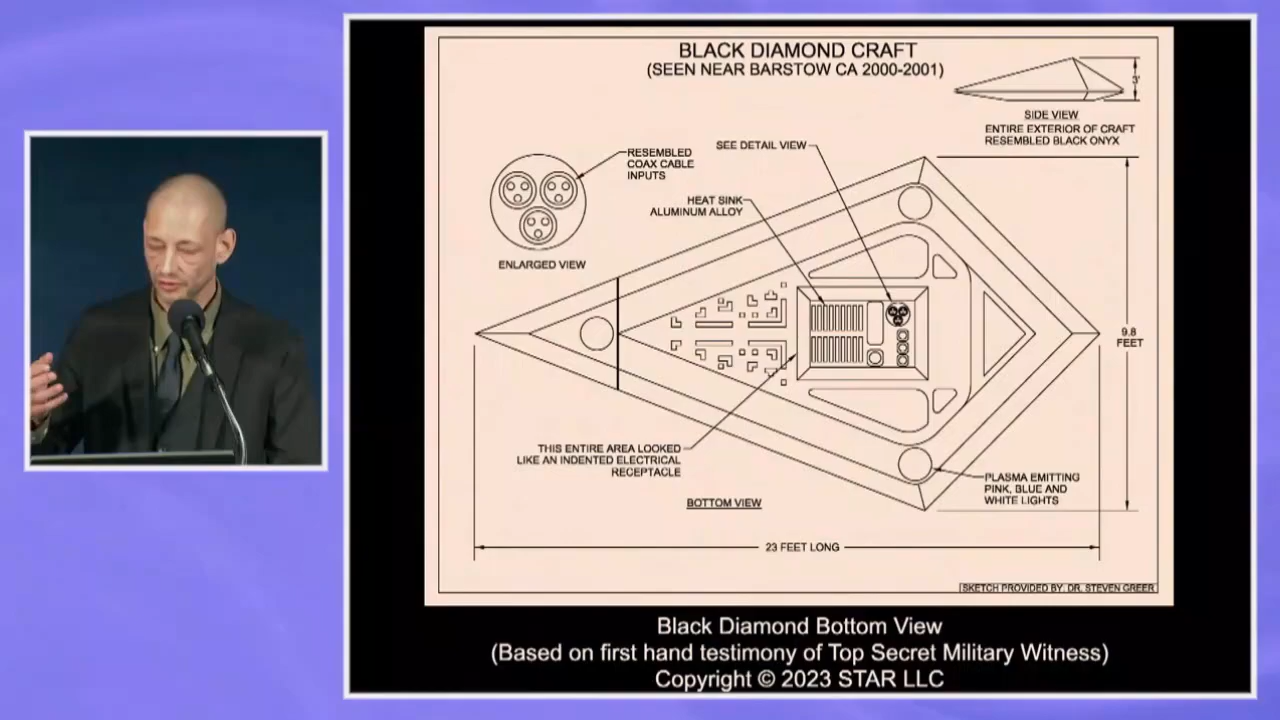 BLACK DIAMOND CRAFT
(SEEN NEAR BARSTOW CA 2000-2001)
SIDE VIEW
ENTIRE EXTERIOR OF CRAFT
RESEMBLED BLACK ONYX
RESEMBLED
COAX CABLE
INPUTS
SEE DETAIL VIEW
HEAT SINK
ALUMINUM ALLOY
ENLARGED VIEW
9.8
FEET
THIS ENTIRE AREA LOOKED
LIKE AN INDENTED ELECTRICAL
RECEPTACLE
PLASMA EMITTING
PINK, BLUE AND
WHITE LIGHTS
BOTTOM VIEW
23 FEET LONG
SKETCH PROVIDED BY: DR. STEVEN GREER
Black Diamond Bottom View
(Based on first hand testimony of Top Secret Military Witness)
Copyright © 2023 STAR LLC